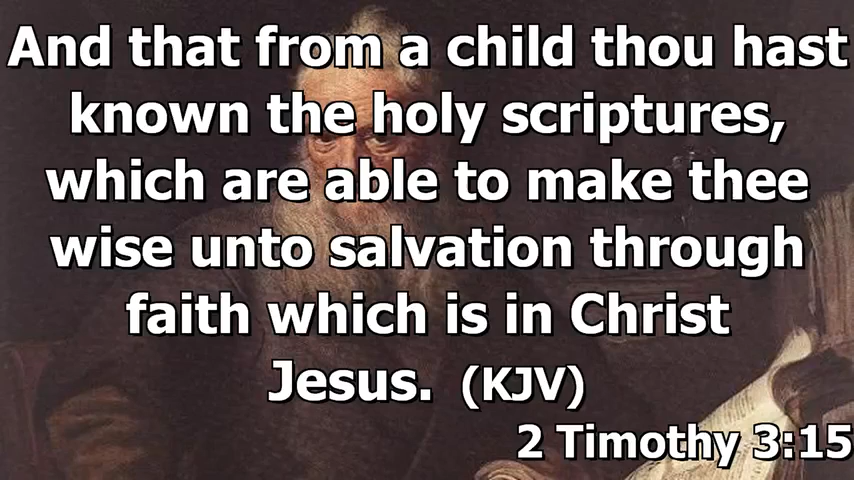 And that from a child thou hast
known the holy scriptures,
which are able to make thee
wise unto salvation through
faith which is in Christ
Jesus. (KJV)
2 Timothy 3:15